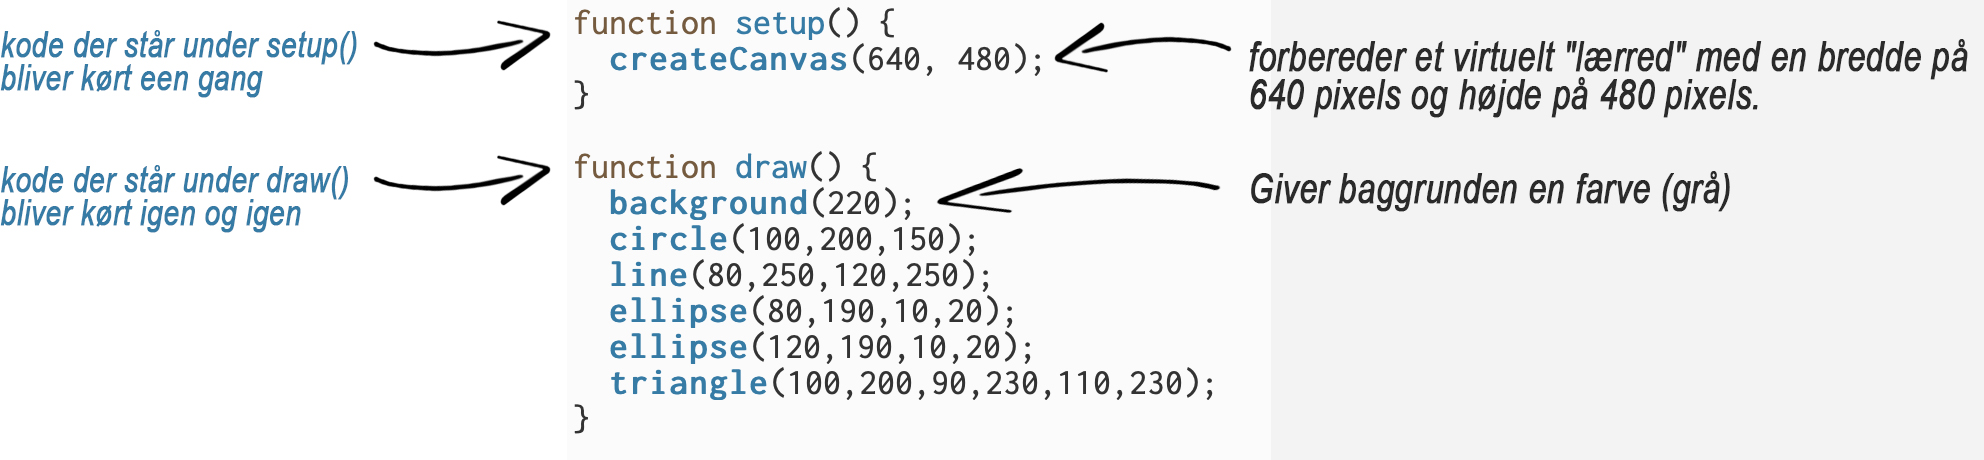 kode der står under setup()
bliver kørt een gang
function setup() {
createCanvas(640, 480);
}
forbereder et virtuelt "lærred" med en bredde på
640 pixels og højde på 480 pixels.
kode der står under draw()
bliver kørt igen og igen
function draw() {
background(220);
circle(100,200,150);
line(80,250,120,250);
ellipse(80,190,10,20);
ellipse(120,190,10,20);
triangle(100,200,90,230,110,230);
}
Giver baggrunden en farve (grå)